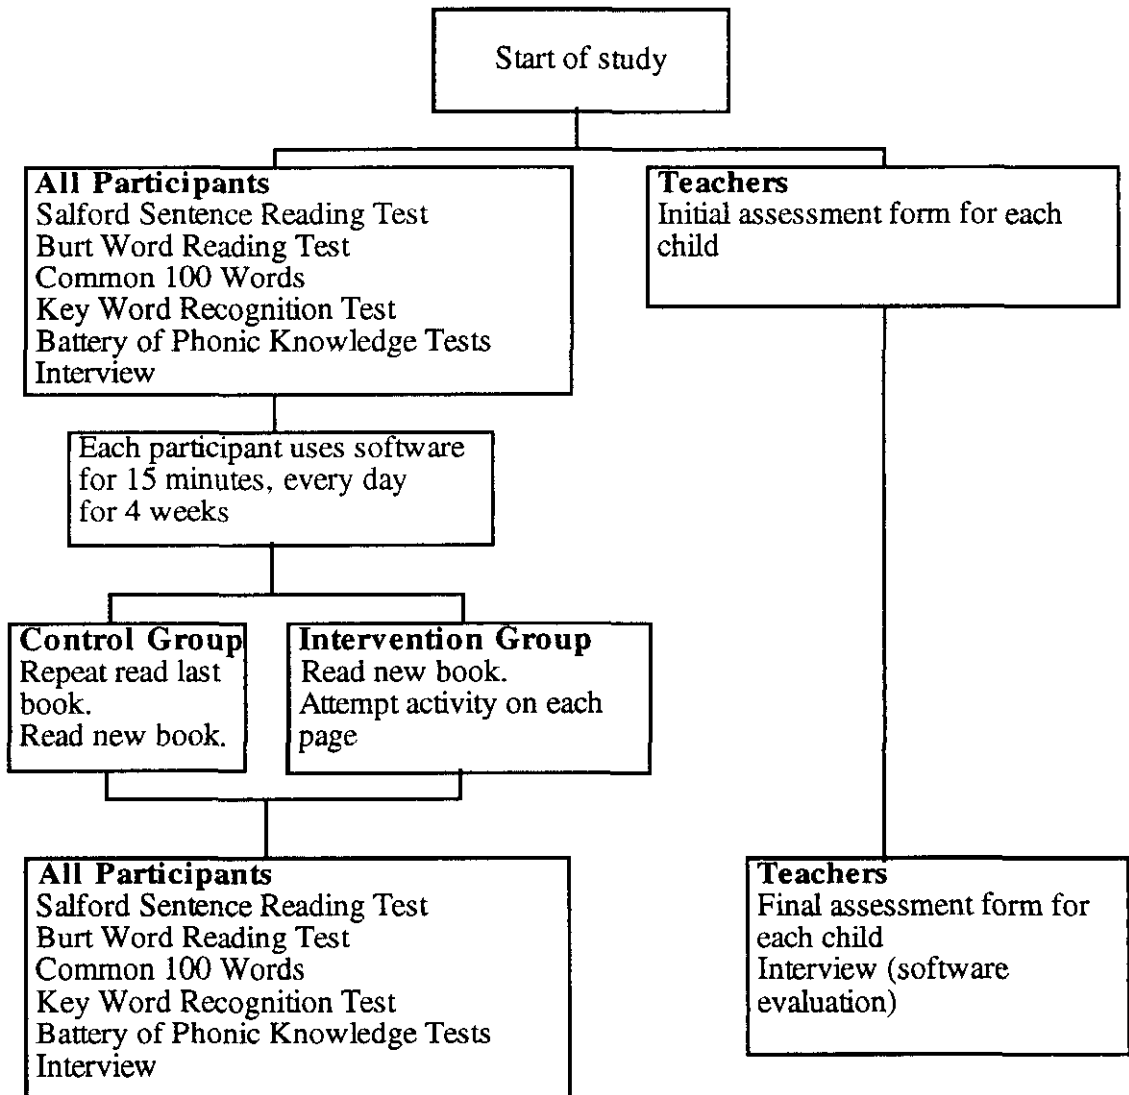 Start of study
All Participants
Salford Sentence Reading Test
Burt Word Reading Test
Common 100 Words
Key Word Recognition Test
Battery of Phonic Knowledge Tests
Interview
Teachers
Initial assessment form for each
child
Each participant uses software
for 15 minutes, every day
for 4 weeks
Control Group
Repeat read last
book.
Read new book.
Intervention Group
Read new book.
Attempt activity on each
page
All Participants
Salford Sentence Reading Test
Burt Word Reading Test
Common 100 Words
Key Word Recognition Test
Battery of Phonic Knowledge Tests
Interview
Teachers
Final assessment form for
each child
Interview (software
evaluation)